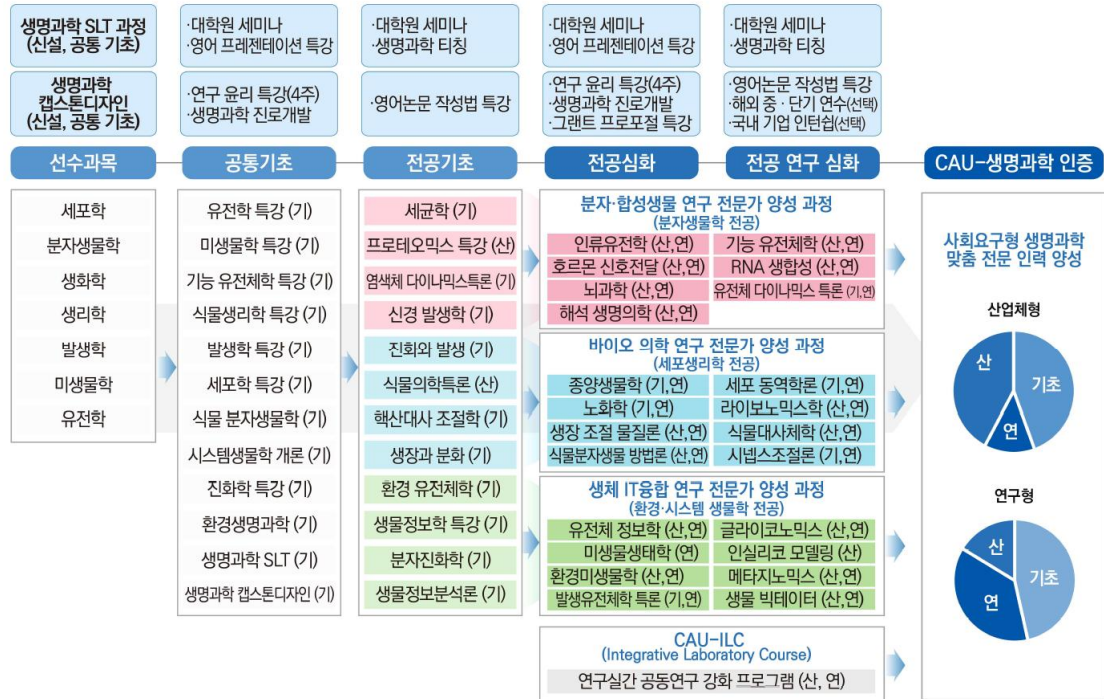 생명과학 SLT 과정
(신설, 공통 기초)
·대학원 세미나
·영어 프레젠테이션 특강
·대학원 세미나
·생명과학 티칭
·대학원 세미나
·영어 프레젠테이션 특강
·대학원 세미나
·생명과학 티칭
생명과학
캡스톤디자인
(신설, 공통 기초)
·연구 윤리 특강(4주)
·생명과학 진로개발
·영어논문 작성법 특강
·연구 윤리 특강(4주)
·생명과학 진로개발
·그랜트 프로포절 특강
·영어논문 작성법 특강
·해외 중 · 단기 연수(선택)
·국내 기업 인턴쉽(선택)
선수과목
공통기초
전공기초
전공심화
전공 연구 심화
CAU-생명과학 인증
세포학
분자생물학
생화학
생리학
발생학
미생물학
유전학
유전학 특강 (기)
미생물학 특강 (기)
기능 유전체학 특강 (기)
식물생리학 특강 (기)
발생학 특강 (기)
세포학 특강 (기)
식물 분자생물학 (기)
시스템생물학 개론 (기)
진화학 특강 (기)
환경생명과학 (기)
생명과학 SLT (기)
생명과학 캡스톤디자인 (기)
세균학 (기)
프로테오믹스 특강 (산)
염색체 다이나믹스특론 (기)
신경 발생학 (기)
진회와 발생 (기)
식물의학특론 (산)
핵산대사 조절학 (기)
생장과 분화 (기)
환경 유전체학 (기)
생물정보학 특강 (기)
분자진화학 (기)
생물정보분석론 (기)
분자·합성생물 연구 전문가 양성 과정
(분자생물학 전공)
인류유전학 (산,연)
기능 유전체학 (산,연)
호르몬 신호전달 (산,연)
RNA 생합성 (산,연)
뇌과학 (산,연)
유전체 다이나믹스 특론 (기,연)
해석 생명의학 (산,연)
바이오 의학 연구 전문가 양성 과정
(세포생리학 전공)
종양생물학 (기,연)
세포 동역학론 (기,연)
노화학 (기,연)
라이보노믹스학 (산,연)
생장 조절 물질론 (산,연)
식물대사체학 (산,연)
식물분자생물 방법론 (산,연)
시넵스조절론 (기,연)
생체 IT융합 연구 전문가 양성 과정
(환경·시스템 생물학 전공)
유전체 정보학 (산,연)
글라이코노믹스 (산,연)
미생물생태학 (연)
인실리코 모델링 (산)
환경미생물학 (산,연)
메타지노믹스 (산,연)
발생유전체학 특론 (기,연)
생물 빅테이터 (산,연)
CAU-ILC
(Integrative Laboratory Course)
연구실간 공동연구 강화 프로그램 (산, 연)
사회요구형 생명과학
맞춤 전문 인력 양성
산업체형
산
기초
연
연구형
산
기초
연